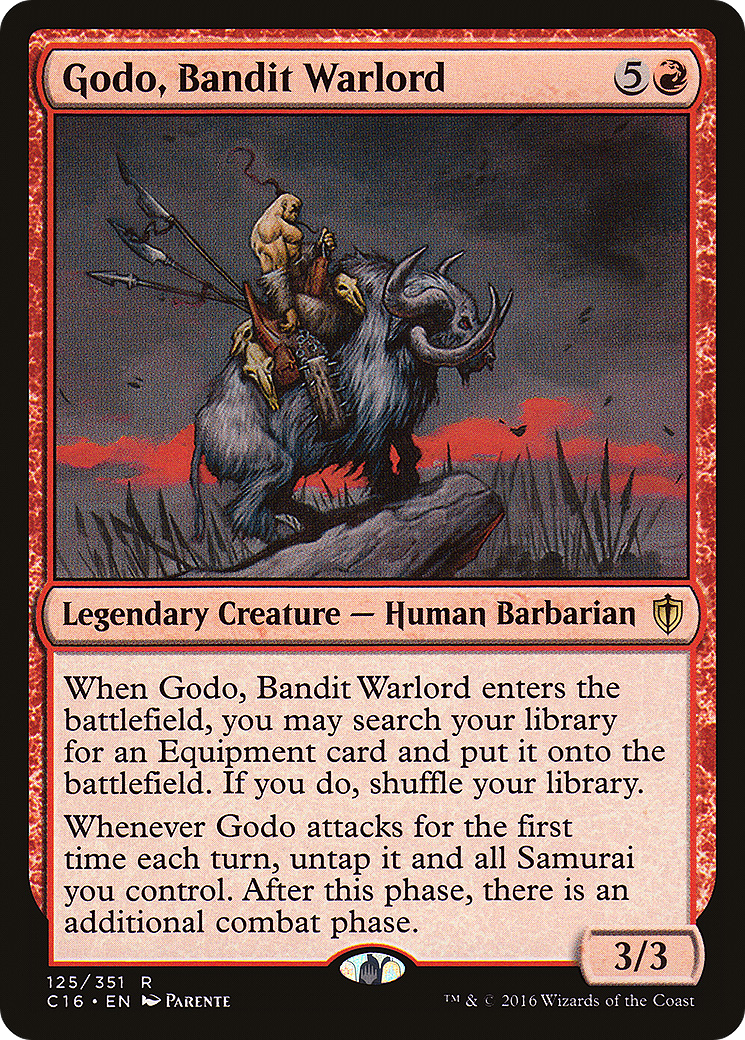 Godo, Bandit Warlord 5
Legendary Creature — Human Barbarian
When Godo, Bandit Warlord enters the
battlefield, you may search your library
for an Equipment card and put it onto the
battlefield. If you do, shuffle your library.
Whenever Godo attacks for the first
time each turn, untap it and all Samurai
you control. After this phase, there is an
additional combat phase.
3/3
125/351 R
C16 • EN Parente
™ & © 2016 Wizards of the Coast